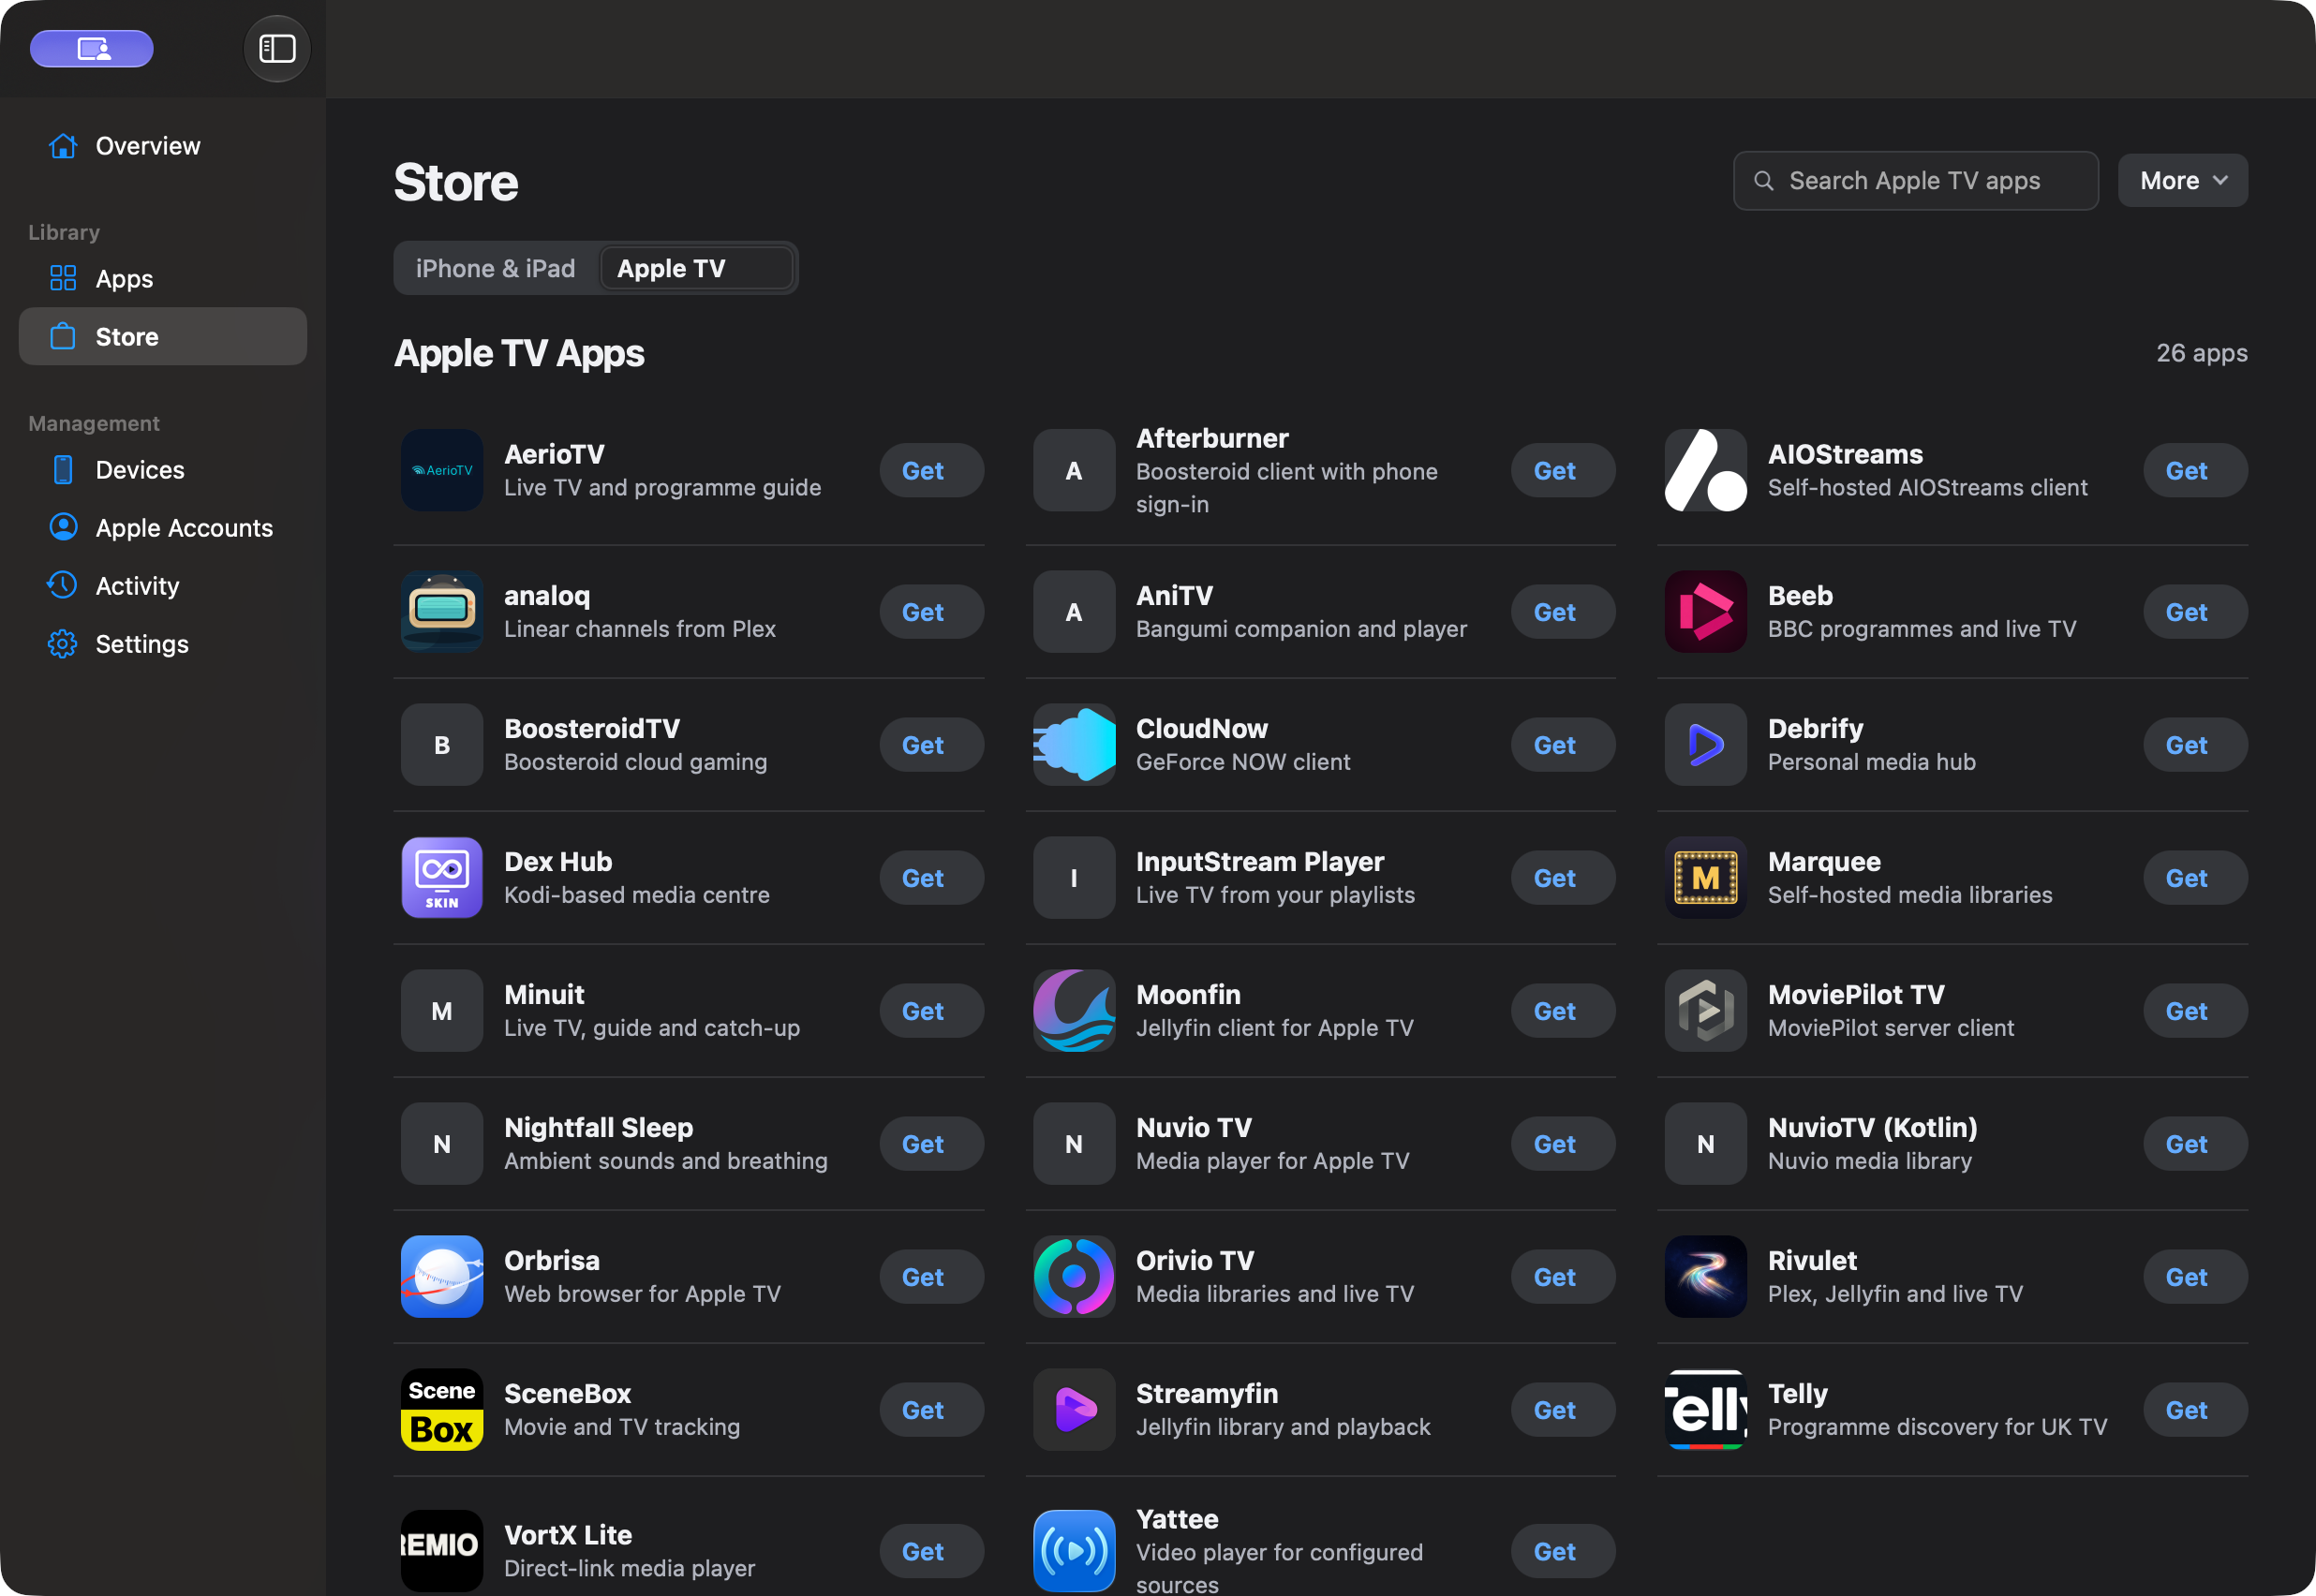 Overview
Library
Apps
Store
Management
Devices
Apple Accounts
Activity
Settings
Store
Search Apple TV apps
More
iPhone & iPad
Apple TV
Apple TV Apps
26 apps
AerioTV
AerioTV
Live TV and programme guide
Get
A
Afterburner
Boosteroid client with phone
sign-in
Get
AIOStreams
Self-hosted AIOStreams client
Get
analoq
Linear channels from Plex
Get
A
AniTV
Bangumi companion and player
Get
Beeb
BBC programmes and live TV
Get
B
BoosteroidTV
Boosteroid cloud gaming
Get
CloudNow
GeForce NOW client
Get
Debrify
Personal media hub
Get
SKIN
Dex Hub
Kodi-based media centre
Get
I
InputStream Player
Live TV from your playlists
Get
M
Marquee
Self-hosted media libraries
Get
M
Minuit
Live TV, guide and catch-up
Get
Moonfin
Jellyfin client for Apple TV
Get
MoviePilot TV
MoviePilot server client
Get
N
Nightfall Sleep
Ambient sounds and breathing
Get
N
Nuvio TV
Media player for Apple TV
Get
N
NuvioTV (Kotlin)
Nuvio media library
Get
Orbrisa
Web browser for Apple TV
Get
Orivio TV
Media libraries and live TV
Get
Rivulet
Plex, Jellyfin and live TV
Get
Scene
Box
SceneBox
Movie and TV tracking
Get
Streamyfin
Jellyfin library and playback
Get
Telly
Telly
Programme discovery for UK TV
Get
REMIO
VortX Lite
Direct-link media player
Get
Yattee
Video player for configured
sources
Get